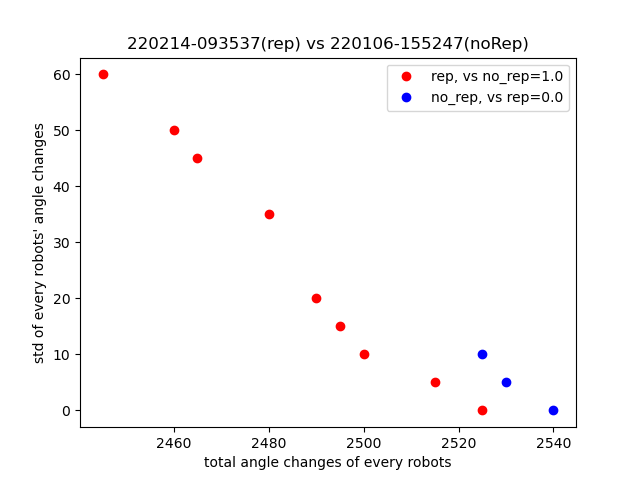 220214-093537(rep) vs 220106-155247(noRep)
rep, vs no_rep=1.0
no_rep, vs rep=0.0
60
50
40
30
20
10
0
std of every robots' angle changes
2460 2480 2500 2520 2540
total angle changes of every robots